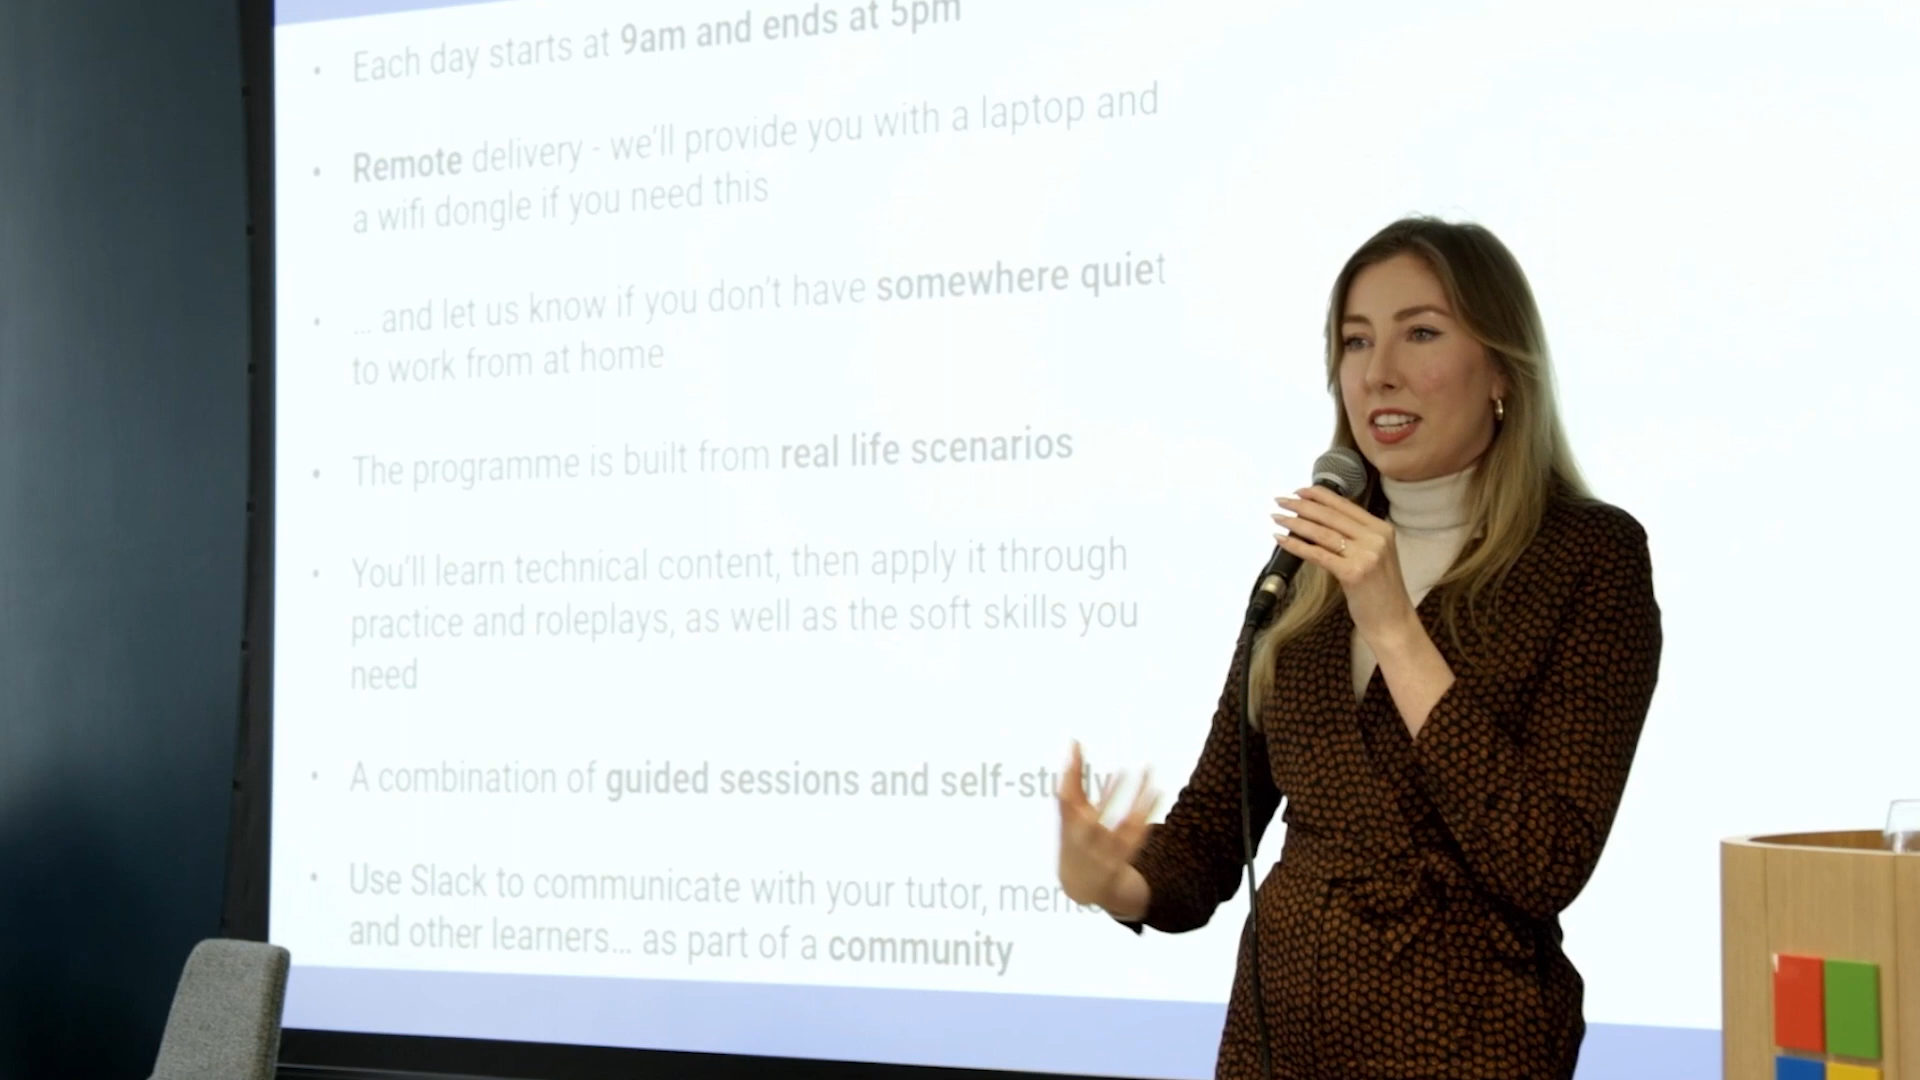 Each day starts at 9am and ends at 5pm
Remote delivery - we'll provide you with a laptop and
a wifi dongle if you need this
... and let us know if you don't have somewhere quiet
to work from at home
The programme is built from real life scenarios
You'll learn technical content, then apply it through
practice and roleplays, as well as the soft skills you
need
A combination of guided sessions and self-study
Use Slack to communicate with your tutor,
and other learners... as part of a community